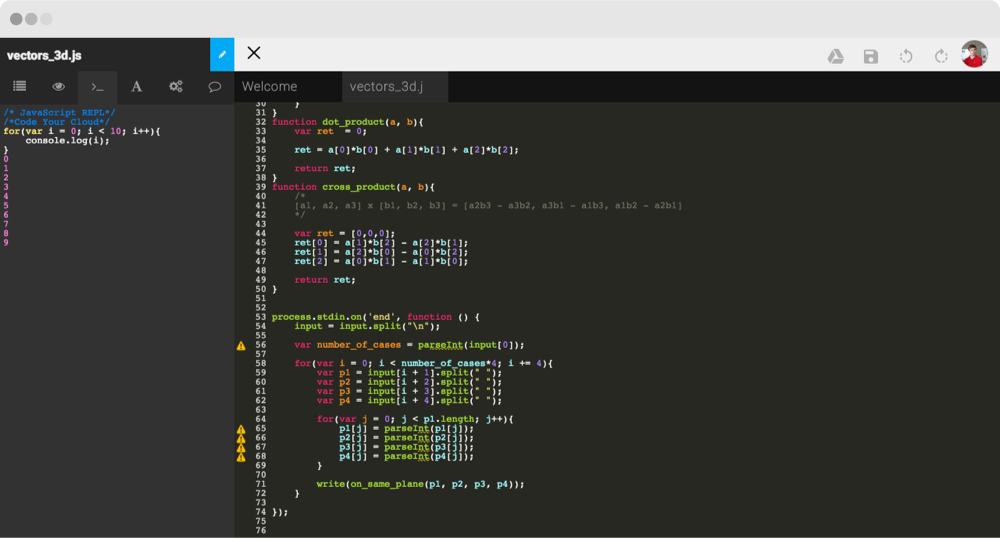 vectors_3d.js
Welcome
vectors_3d.j
/* JavaScript REPL*/
/*Code Your Cloud*/
for(var i = 0; i < 10; i++){
    console.log(i);
}
0
1
2
3
4
5
6
7
8
9
30     }
31 }
32 function dot_product(a, b){
33     var ret  = 0;
34
35     ret = a[0]*b[0] + a[1]*b[1] + a[2]*b[2];
36
37     return ret;
38 }
39 function cross_product(a, b){
40     /*
41     [a1, a2, a3] x [b1, b2, b3] = [a2b3 - a3b2, a3b1 - a1b3, a1b2 - a2b1]
42     */
43
44     var ret = [0,0,0];
45     ret[0] = a[1]*b[2] - a[2]*b[1];
46     ret[1] = a[2]*b[0] - a[0]*b[2];
47     ret[2] = a[0]*b[1] - a[1]*b[0];
48
49     return ret;
50 }
51
52
53 process.stdin.on('end', function () {
54     input = input.split("\n");
55
56     var number_of_cases = parseInt(input[0]);
57
58     for(var i = 0; i < number_of_cases*4; i += 4){
59         var p1 = input[i + 1].split(" ");
60         var p2 = input[i + 2].split(" ");
61         var p3 = input[i + 3].split(" ");
62         var p4 = input[i + 4].split(" ");
63
64         for(var j = 0; j < p1.length; j++){
65             p1[j] = parseInt(p1[j]);
66             p2[j] = parseInt(p2[j]);
67             p3[j] = parseInt(p3[j]);
68             p4[j] = parseInt(p4[j]);
69         }
70
71         write(on_same_plane(p1, p2, p3, p4));
72     }
73
74 });
75
76